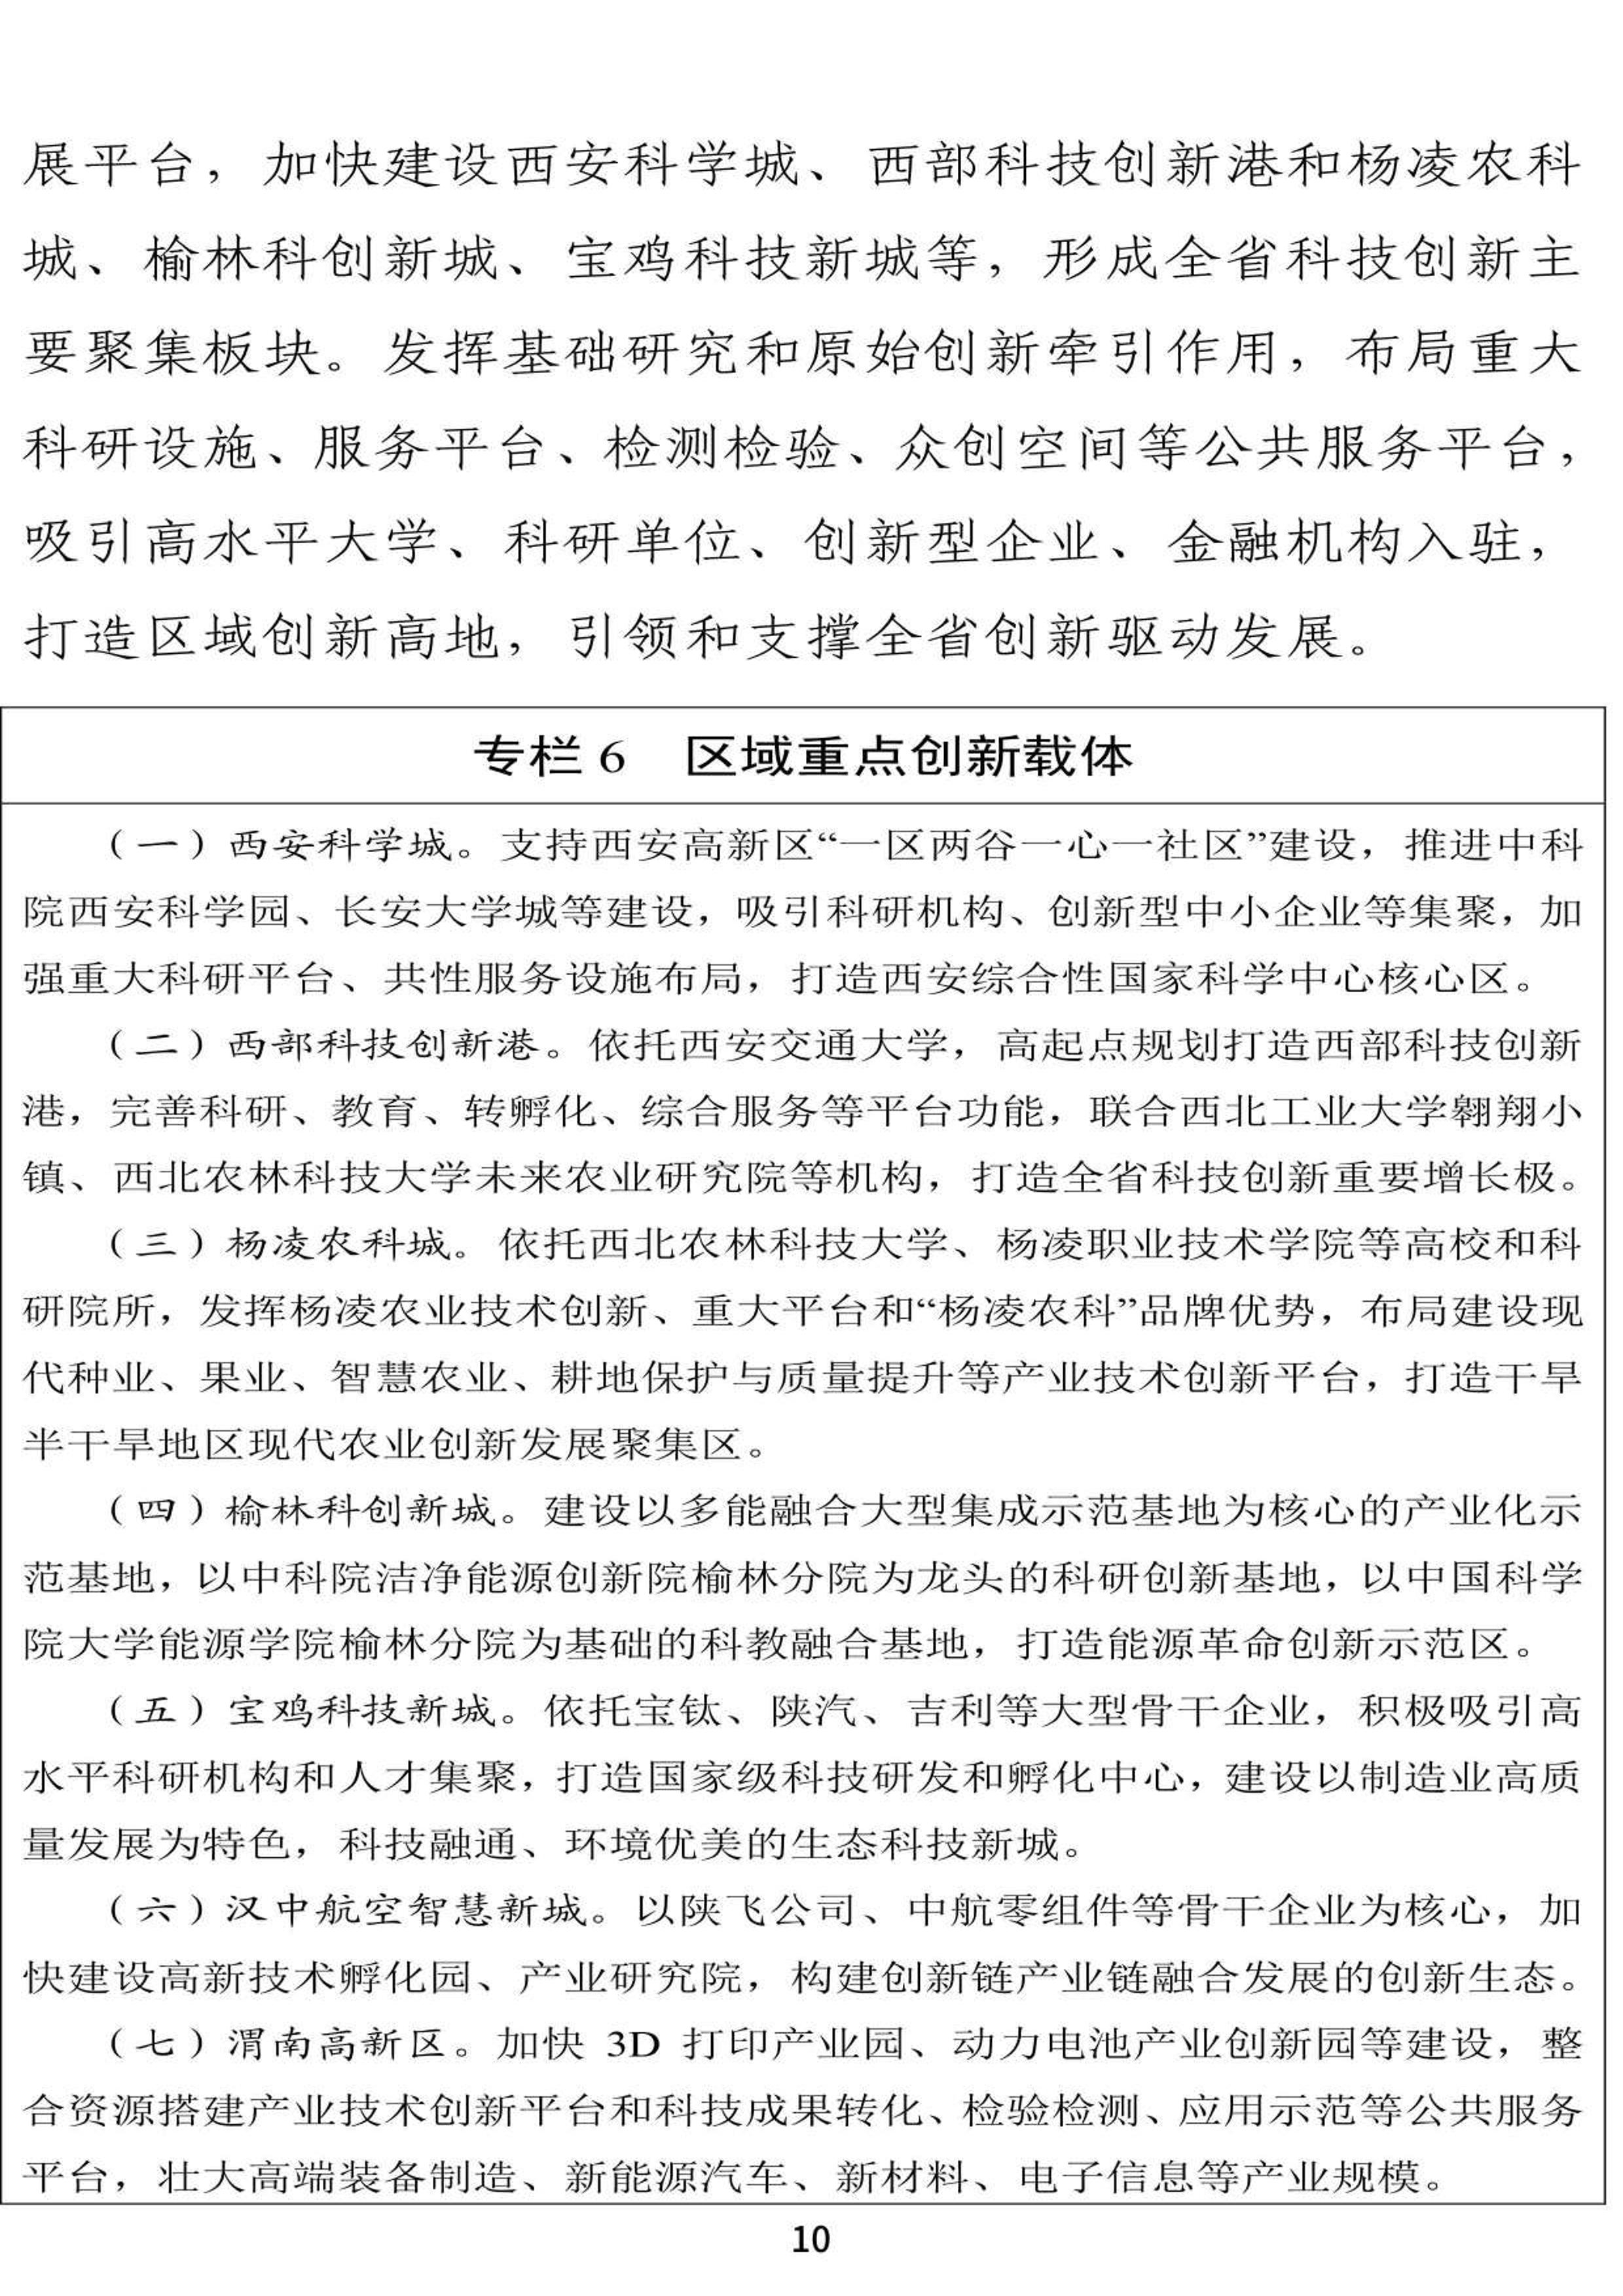 展平台，加快建设西安科学城、西部科技创新港和杨凌农科
城、榆林科创新城、宝鸡科技新城等，形成全省科技创新主
要聚集板块。发挥基础研究和原始创新牵引作用，布局重大
科研设施、服务平台、检测检验、众创空间等公共服务平台，
吸引高水平大学、科研单位、创新型企业、金融机构入驻，
打造区域创新高地，引领和支撑全省创新驱动发展。
专栏 6　区域重点创新载体
（一）西安科学城。支持西安高新区“一区两谷一心一社区”建设，推进中科
院西安科学园、长安大学城等建设，吸引科研机构、创新型中小企业等集聚，加
强重大科研平台、共性服务设施布局，打造西安综合性国家科学中心核心区。
（二）西部科技创新港。依托西安交通大学，高起点规划打造西部科技创新
港，完善科研、教育、转孵化、综合服务等平台功能，联合西北工业大学翱翔小
镇、西北农林科技大学未来农业研究院等机构，打造全省科技创新重要增长极。
（三）杨凌农科城。依托西北农林科技大学、杨凌职业技术学院等高校和科
研院所，发挥杨凌农业技术创新、重大平台和“杨凌农科”品牌优势，布局建设现
代种业、果业、智慧农业、耕地保护与质量提升等产业技术创新平台，打造干旱
半干旱地区现代农业创新发展聚集区。
（四）榆林科创新城。建设以多能融合大型集成示范基地为核心的产业化示
范基地，以中科院洁净能源创新院榆林分院为龙头的科研创新基地，以中国科学
院大学能源学院榆林分院为基础的科教融合基地，打造能源革命创新示范区。
（五）宝鸡科技新城。依托宝钛、陕汽、吉利等大型骨干企业，积极吸引高
水平科研机构和人才集聚，打造国家级科技研发和孵化中心，建设以制造业高质
量发展为特色，科技融通、环境优美的生态科技新城。
（六）汉中航空智慧新城。以陕飞公司、中航零组件等骨干企业为核心，加
快建设高新技术孵化园、产业研究院，构建创新链产业链融合发展的创新生态。
（七）渭南高新区。加快 3D 打印产业园、动力电池产业创新园等建设，整
合资源搭建产业技术创新平台和科技成果转化、检验检测、应用示范等公共服务
平台，壮大高端装备制造、新能源汽车、新材料、电子信息等产业规模。
10